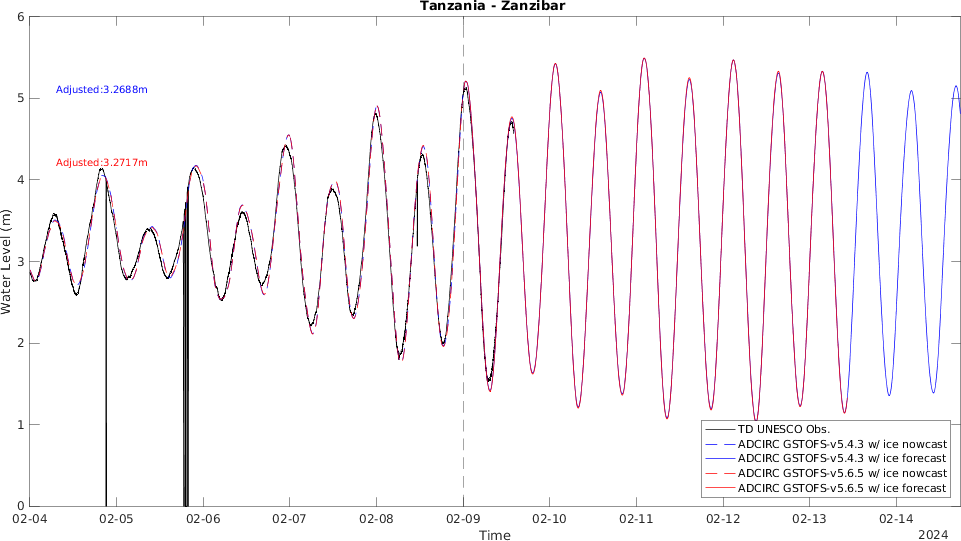 Tanzania - Zanzibar
6
5
4
3
2
1
0
Water Level (m)
Adjusted:3.2688m
Adjusted:3.2717m
TD UNESCO Obs.
ADCIRC GSTOFS-v5.4.3 w/ ice nowcast
ADCIRC GSTOFS-v5.4.3 w/ ice forecast
ADCIRC GSTOFS-v5.6.5 w/ ice nowcast
ADCIRC GSTOFS-v5.6.5 w/ ice forecast
02-04 02-05 02-06 02-07 02-08 02-09 02-10 02-11 02-12 02-13 02-14
Time
2024